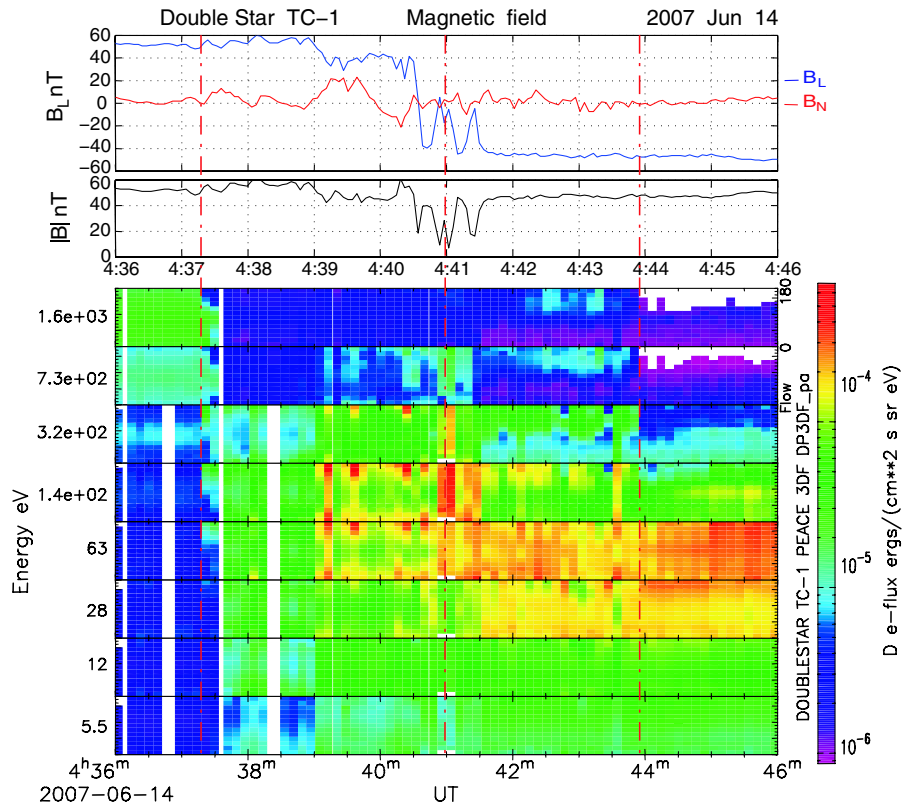 Double Star TC−1 Magnetic field 2007 Jun 14
60
40
20
0
−20
−40
−60
B_L nT
B_L
B_N
60
40
20
0
|B| nT
4:36 4:37 4:38 4:39 4:40 4:41 4:42 4:43 4:44 4:45 4:46
1.6e+03
7.3e+02
3.2e+02
1.4e+02
63
28
12
5.5
Energy eV
180
0
Flow
DOUBLESTAR TC−1 PEACE 3DF DP3DF_pa
10^−4
10^−5
10^−6
D e−flux ergs/(cm**2 s sr eV)
4^h 36^m 38^m 40^m 42^m 44^m 46^m
2007−06−14 UT